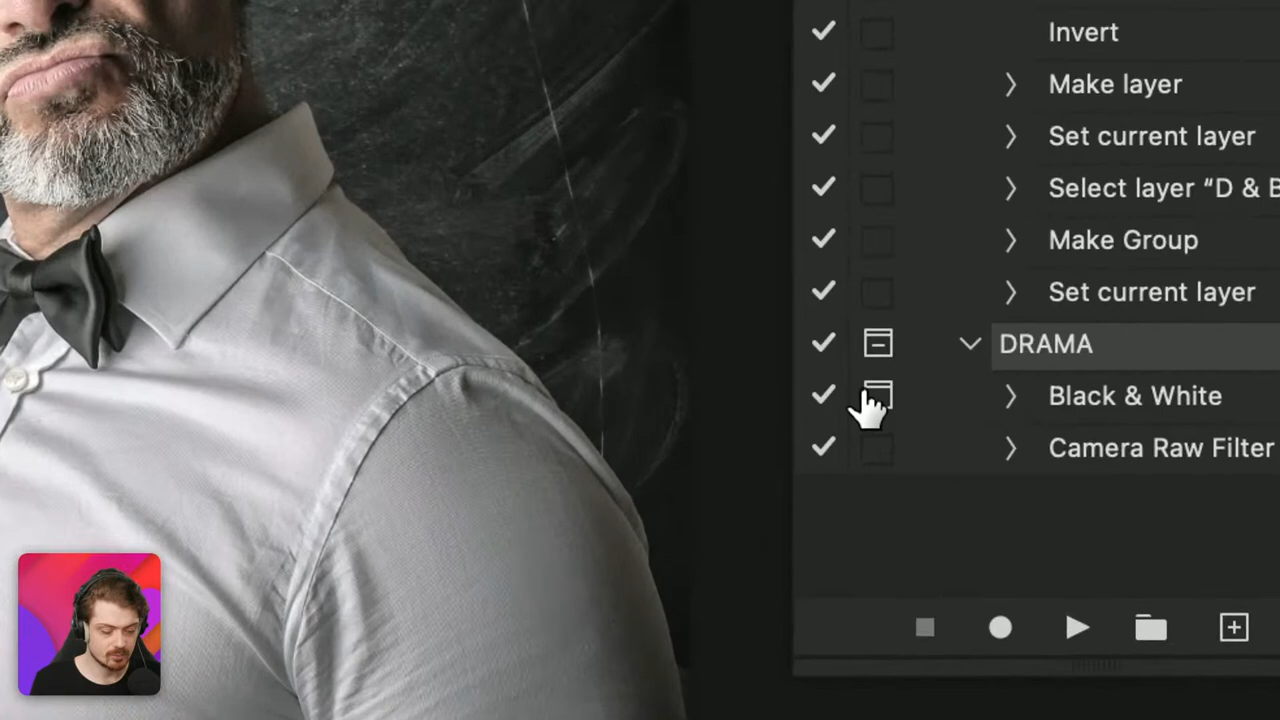 Invert
Make layer
Set current layer
Select layer “D & B
Make Group
Set current layer
DRAMA
Black & White
Camera Raw Filter